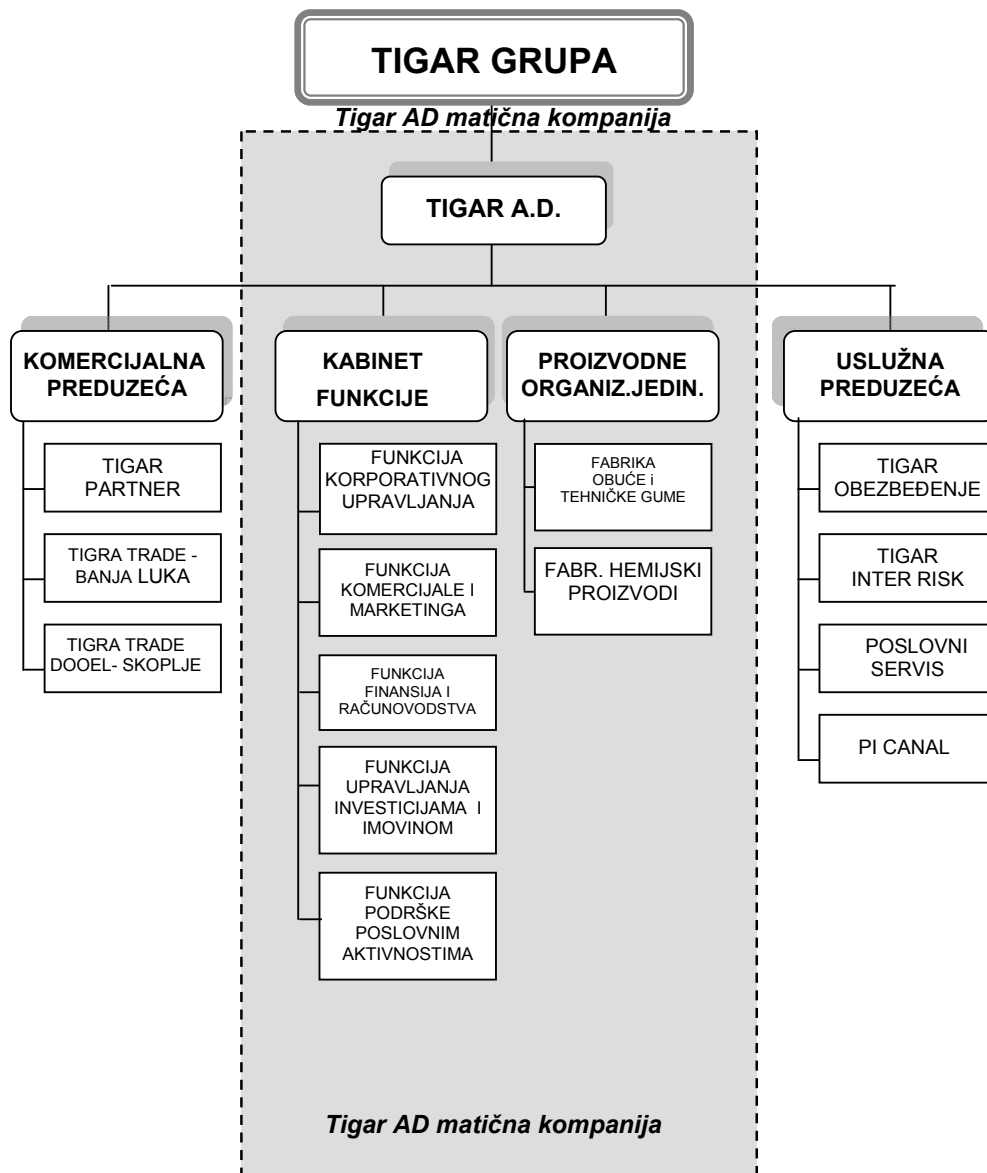 TIGAR GRUPA
Tigar AD matična kompanija
TIGAR A.D.
KOMERCIJALNA
PREDUZEĆA
TIGAR
PARTNER
TIGRA TRADE -
BANJA LUKA
TIGRA TRADE
DOOEL- SKOPLJE
KABINET
FUNKCIJE
FUNKCIJA
KORPORATIVNOG
UPRAVLJANJA
FUNKCIJA
KOMERCIJALE I
MARKETINGA
FUNKCIJA
FINANSIJA I
RAČUNOVODSTVA
FUNKCIJA
UPRAVLJANJA
INVESTICIJAMA I
IMOVINOM
FUNKCIJA
PODRŠKE
POSLOVNIM
AKTIVNOSTIMA
PROIZVODNE
ORGANIZ.JEDIN.
FABRIKA
OBUĆE i
TEHNIČKE GUME
FABR. HEMIJSKI
PROIZVODI
USLUŽNA
PREDUZEĆA
TIGAR
OBEZBEĐENJE
TIGAR
INTER RISK
POSLOVNI
SERVIS
PI CANAL
Tigar AD matična kompanija